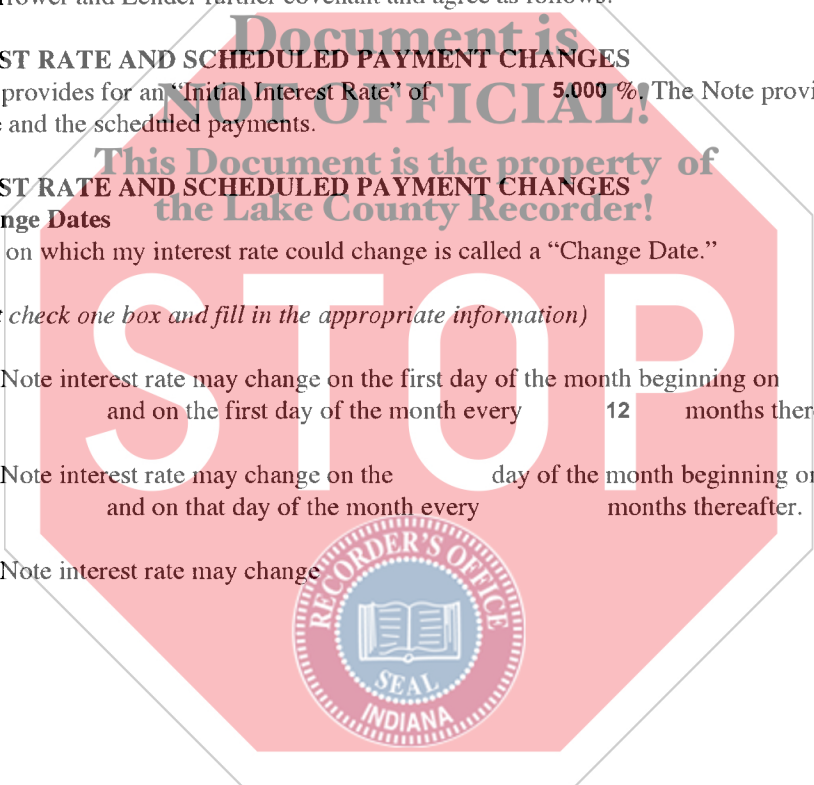 rower and Lender further covenant and agree as follows:
Document is
ST RATE AND SCHEDULED PAYMENT CHANGES
provides for an “Initial Interest Rate” of 5.000 %. The Note provi
NOT OFFICIAL!
e and the scheduled payments.
This Document is the property of
ST RATE AND SCHEDULED PAYMENT CHANGES
the Lake County Recorder!
nge Dates
on which my interest rate could change is called a “Change Date.”
STOP
t check one box and fill in the appropriate information)
Note interest rate may change on the first day of the month beginning on
and on the first day of the month every 12 months ther
Note interest rate may change on the day of the month beginning on
and on that day of the month every months thereafter.
Note interest rate may change
RECORDER'S OFFICE
SEAL
INDIANA